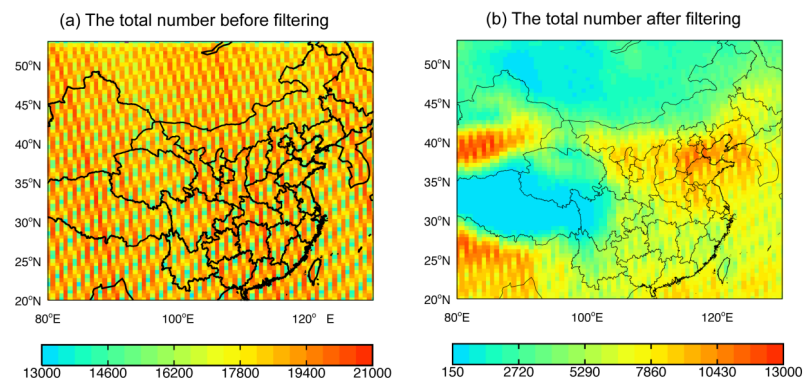 (a) The total number before filtering
(b) The total number after filtering
50°N
45°N
40°N
35°N
30°N
25°N
20°N
80° E
100° E
120° E
50°N
45°N
40°N
35°N
30°N
25°N
20°N
80° E
100° E
120° E
13000 14600 16200 17800 19400 21000
150 2720 5290 7860 10430 13000